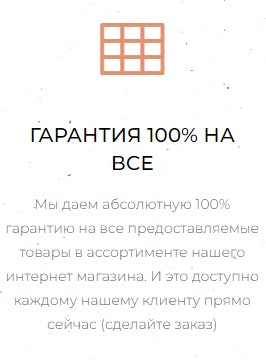 ГАРАНТИЯ 100% НА
ВСЕ
Мы даем абсолютную 100%
гарантию на все предоставляемые
товары в ассортименте нашего
интернет магазина. И это доступно
каждому нашему клиенту прямо
сейчас (сделайте заказ)